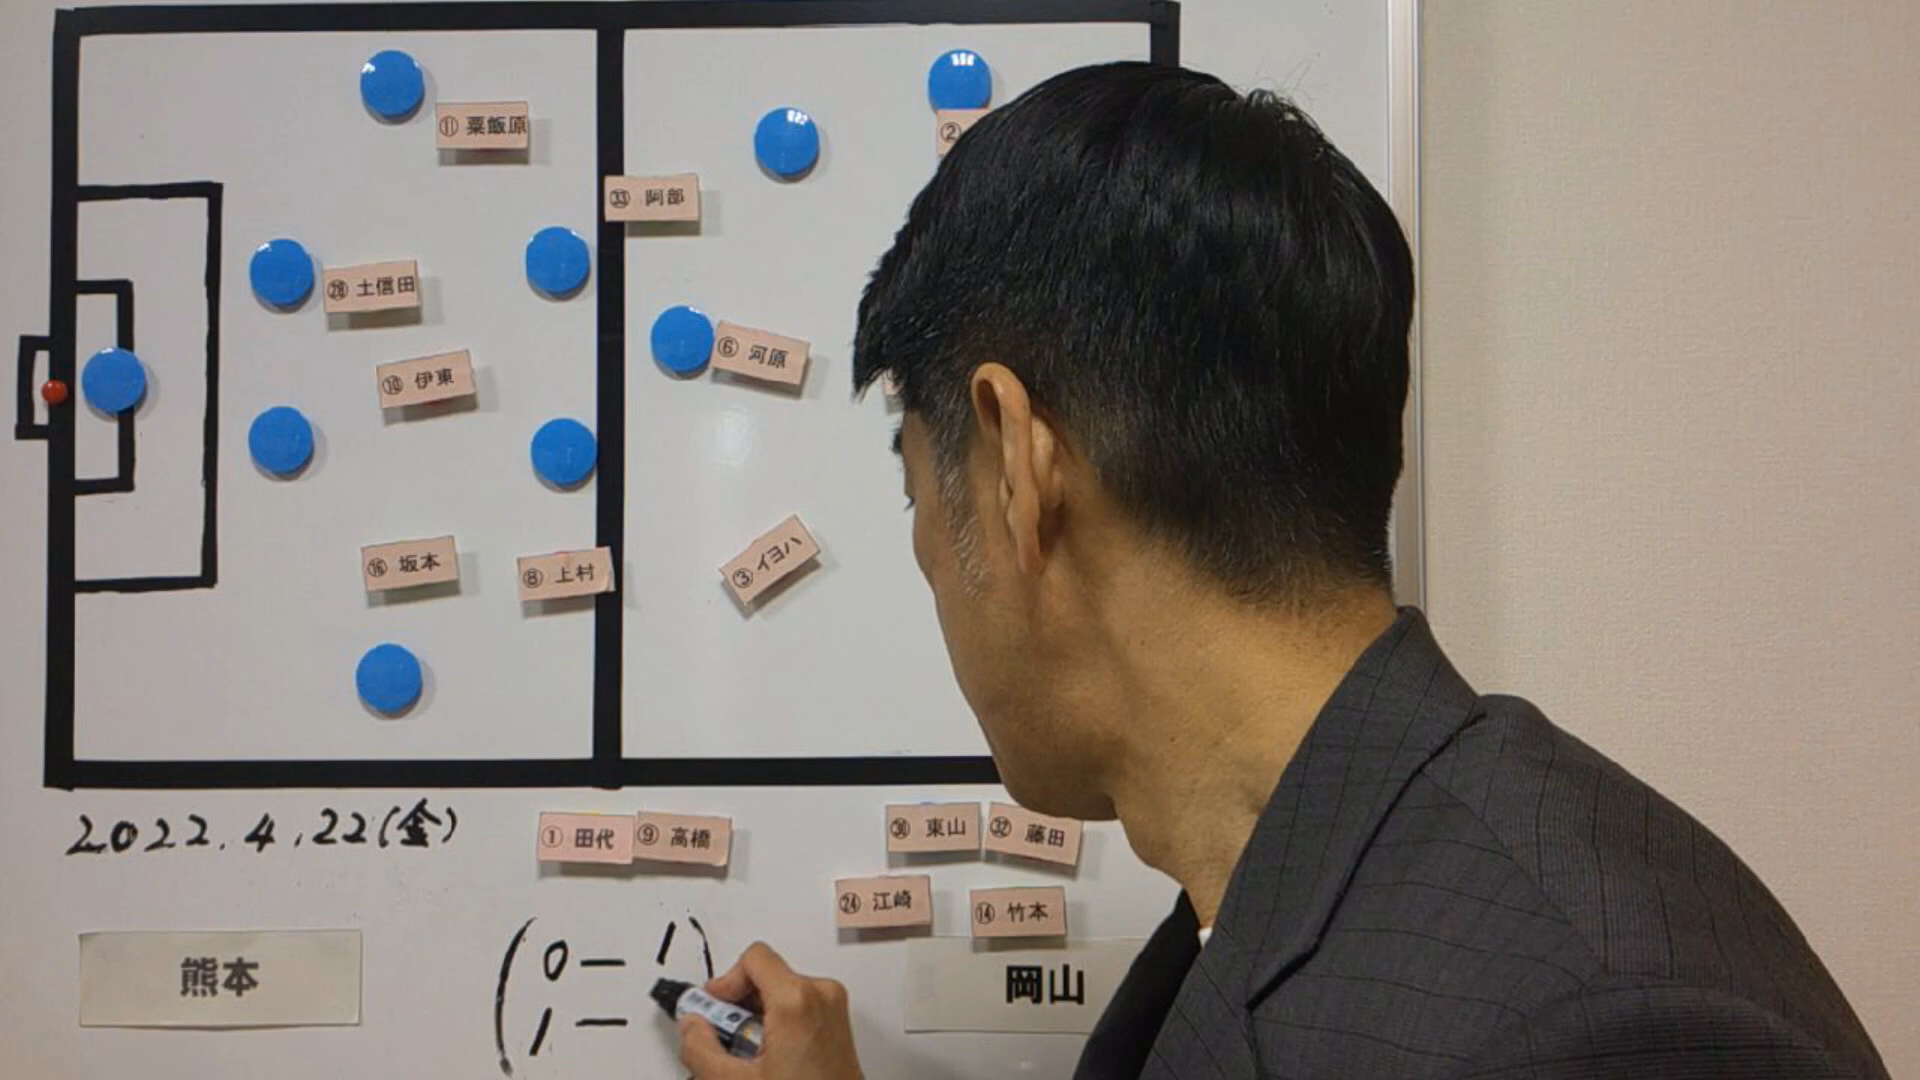 ⑪ 粟飯原
②
㉝ 阿部
㉘ 土信田
⑥ 河原
⑩ 伊東
⑯ 坂本
⑧ 上村
③ イヨハ
2022.4.22(金)
① 田代
⑨ 高橋
㉚ 東山
㉜ 藤田
㉔ 江崎
⑭ 竹本
熊本
(0－1)
1－
岡山